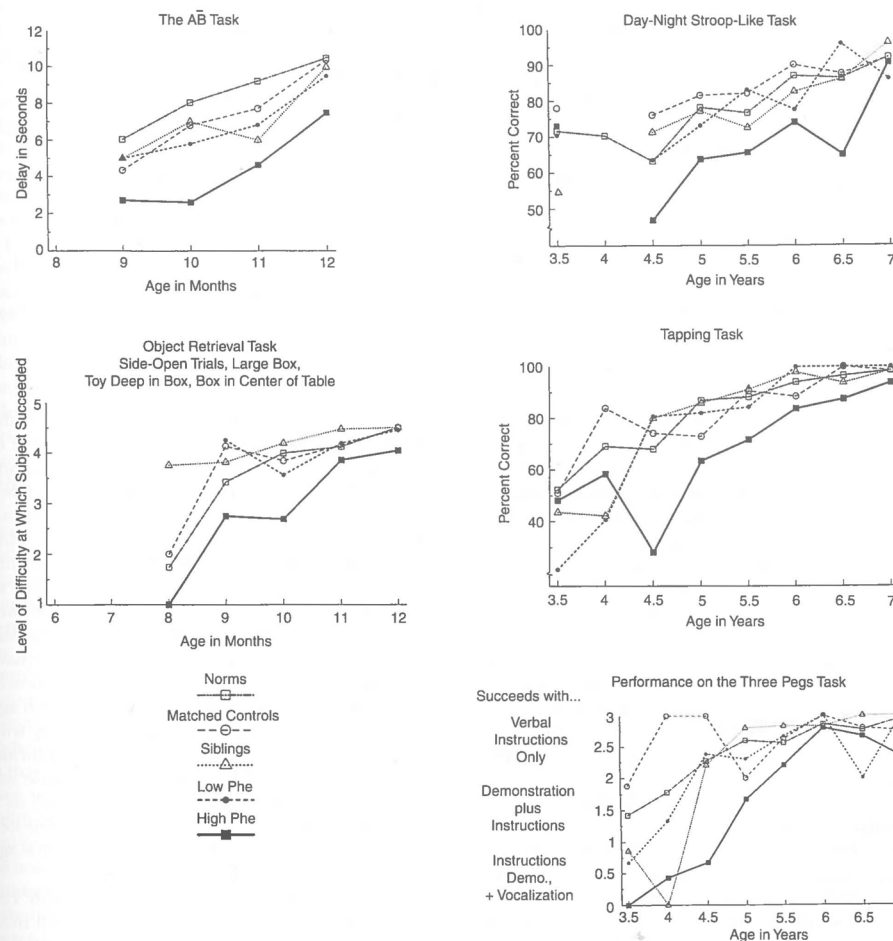 The AB̄ Task
12
10
8
6
4
2
0
Delay in Seconds
8 9 10 11 12
Age in Months
Day-Night Stroop-Like Task
100
90
80
70
60
50
Percent Correct
3.5 4 4.5 5 5.5 6 6.5 7
Age in Years
Object Retrieval Task
Side-Open Trials, Large Box,
Toy Deep in Box, Box in Center of Table
Level of Difficulty at Which Subject Succeeded
5
4.5
4
3
2
1
6 7 8 9 10 11 12
Age in Months
Tapping Task
100
80
60
40
Percent Correct
3.5 4 4.5 5 5.5 6 6.5 7
Age in Years
Norms
Matched Controls
Siblings
Low Phe
High Phe
Performance on the Three Pegs Task
Succeeds with...
Verbal
Instructions
Only
Demonstration
plus
Instructions
Instructions
Demo.,
+ Vocalization
3
2.5
2
1.5
1
0.5
0
3.5 4 4.5 5 5.5 6 6.5
Age in Years